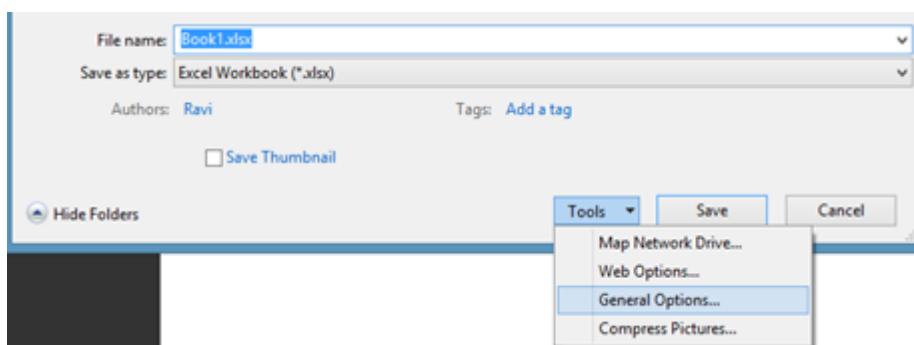 File name: Book1.xlsx
Save as type: Excel Workbook (*.xlsx)
Authors: Ravi Tags: Add a tag
Save Thumbnail
Hide Folders Tools Save Cancel
Map Network Drive...
Web Options...
General Options...
Compress Pictures...